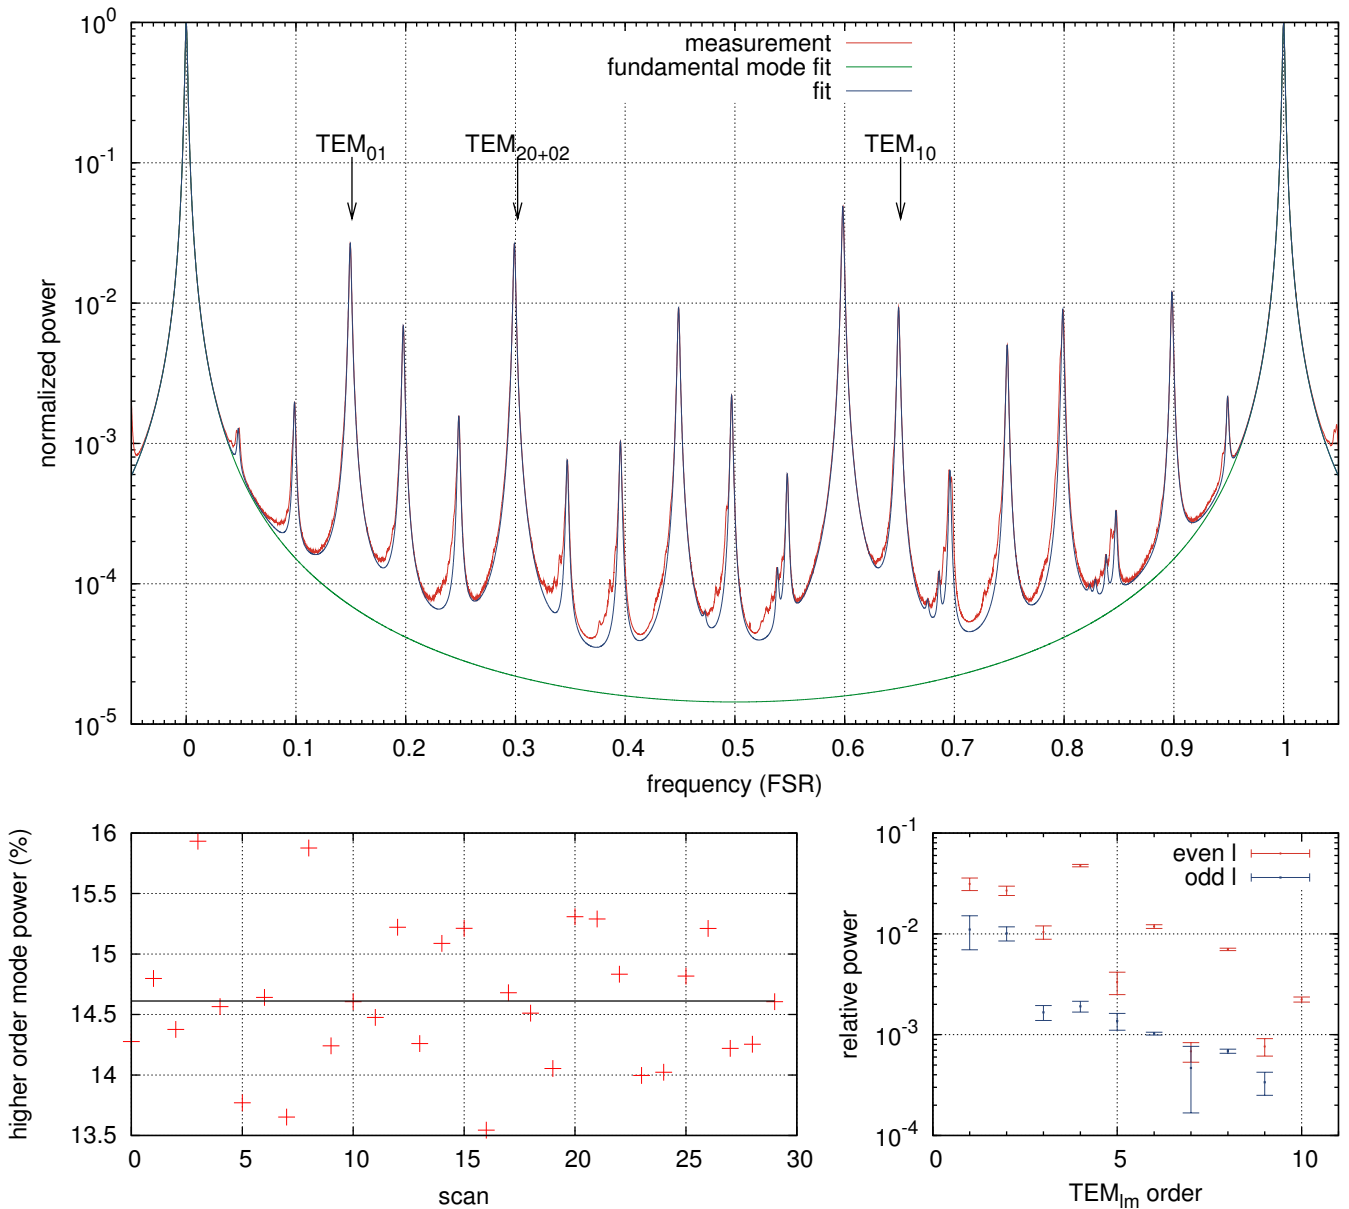 10^0
10^-1
10^-2
10^-3
10^-4
10^-5
normalized power
measurement
fundamental mode fit
fit
TEM_01
TEM_20+02
TEM_10
0 0.1 0.2 0.3 0.4 0.5 0.6 0.7 0.8 0.9 1
frequency (FSR)
16
15.5
15
14.5
14
13.5
higher order mode power (%)
0 5 10 15 20 25 30
scan
10^-1
10^-2
10^-3
10^-4
relative power
even l
odd l
0 5 10
TEM_lm order